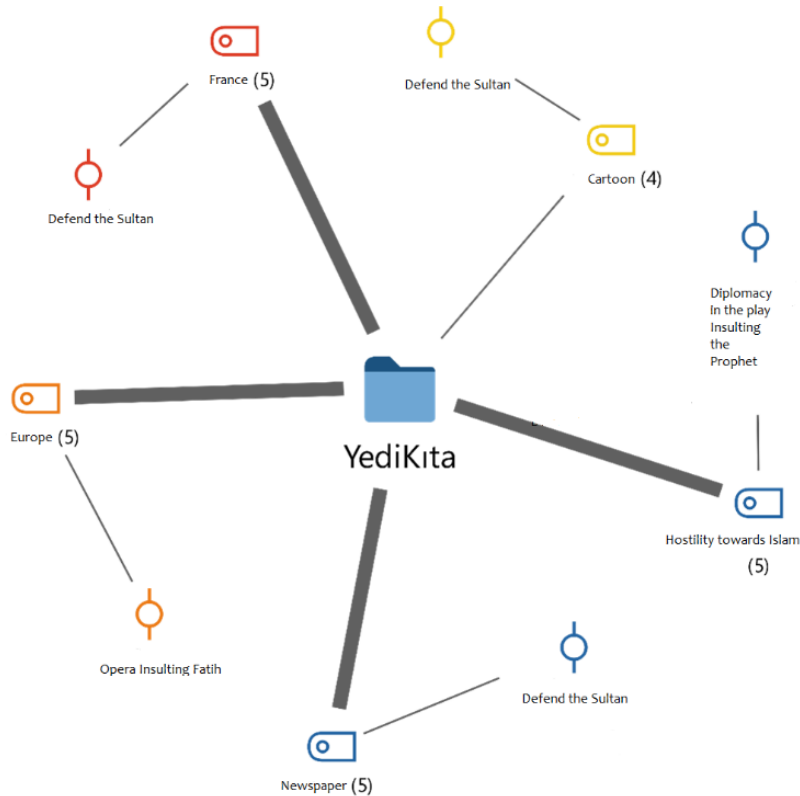 France (5)
Defend the Sultan
Defend the Sultan
Cartoon (4)
Diplomacy
In the play
Insulting
the
Prophet
Europe (5)
YediKıta
Hostility towards Islam
(5)
Opera Insulting Fatih
Defend the Sultan
Newspaper (5)